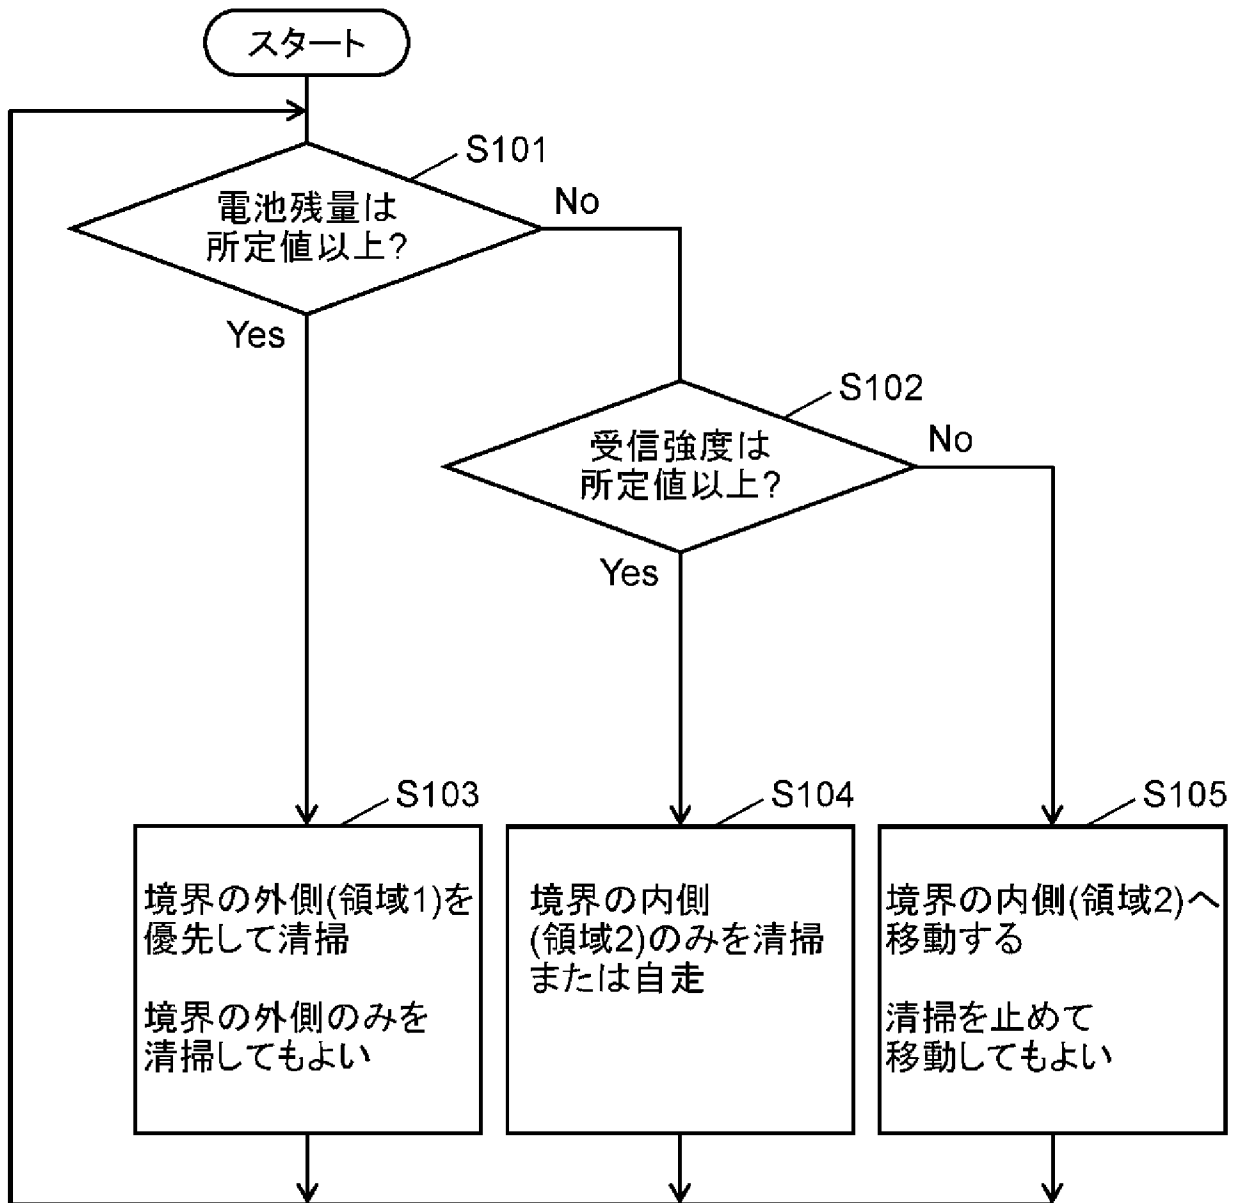 スタート
S101
電池残量は
所定値以上?
No
Yes
S102
受信強度は
所定値以上?
No
Yes
S103
境界の外側(領域1)を
優先して清掃
境界の外側のみを
清掃してもよい
S104
境界の内側
(領域2)のみを清掃
または自走
S105
境界の内側(領域2)へ
移動する
清掃を止めて
移動してもよい